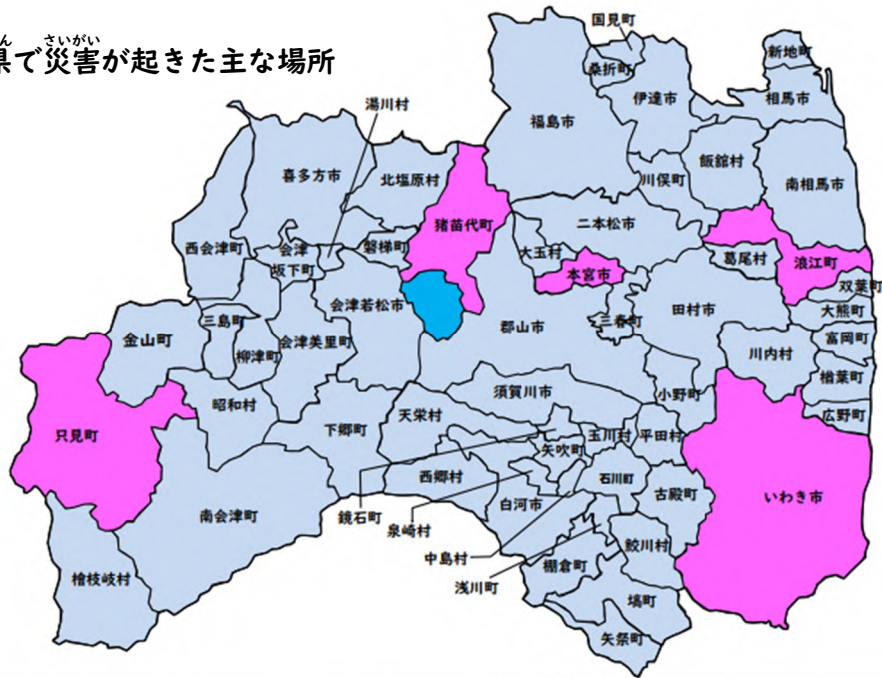 ん さいがい
県で災害が起きた主な場所
国見町
新地町
桑折町
伊達市
相馬市
湯川村
福島市
飯舘村
喜多方市
北塩原村
川俣町
南相馬市
猪苗代町
二本松市
西会津町
会津
坂下町
磐梯町
大玉村
本宮市
葛尾村
浪江町
双葉町
会津若松市
田村市
大熊町
三島町
三春町
金山町
郡山市
富岡町
柳津町
会津美里町
川内村
楢葉町
昭和村
須賀川市
小野町
広野町
只見町
下郷町
天栄村
玉川村
平田村
矢吹町
西郷村
石川町
古殿町
いわき市
南会津町
白河市
鏡石町
泉崎村
中島村
鮫川村
檜枝岐村
棚倉町
浅川町
塙町
矢祭町